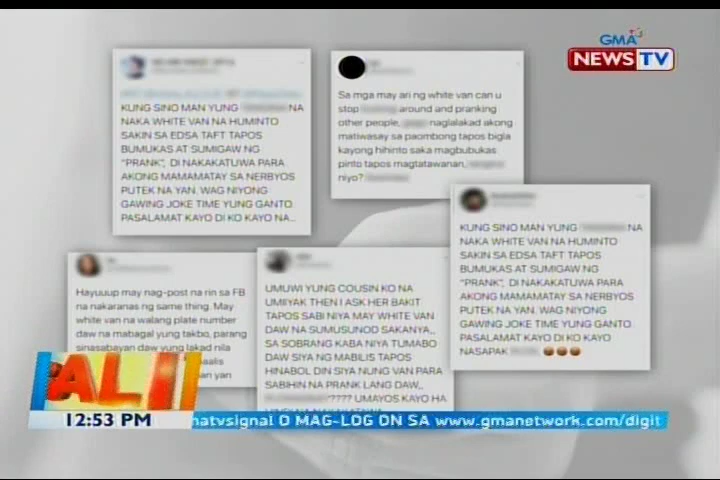 GMA
NEWS TV
KUNG SINO MAN YUNG NA
NAKA WHITE VAN NA HUMINTO
SAKIN SA EDSA TAFT TAPOS
BUMUKAS AT SUMIGAW NG
"PRANK", DI NAKAKATUWA PARA
AKONG MAMAMATAY SA NERBYOS
PUTEK NA YAN. WAG NIYONG
GAWING JOKE TIME YUNG GANTO.
PASALAMAT KAYO DI KO KAYO NA..
Sa mga may ari ng white van can u
stop around and pranking
other people, naglalakad akong
matiwasay sa paombong tapos bigla
kayong hihinto saka magbubukas
pinto tapos magtatawanan,
niyo?
KUNG SINO MAN YUNG NA
NAKA WHITE VAN NA HUMINTO
SAKIN SA EDSA TAFT TAPOS
BUMUKAS AT SUMIGAW NG
"PRANK", DI NAKAKATUWA PARA
AKONG MAMAMATAY SA NERBYOS
PUTEK NA YAN. WAG NIYONG
GAWING JOKE TIME YUNG GANTO.
PASALAMAT KAYO DI KO KAYO
NASAPAK
Hayuuup may nag-post na rin sa FB
na nakaranas ng same thing. May
white van na walang plate number
daw na mabagal yung takbo, parang
sinasabayan daw yung lakad nila
aalis
an yan
UMUWI YUNG COUSIN KO NA
UMIIYAK THEN I ASK HER BAKIT
TAPOS SABI NIYA MAY WHITE VAN
DAW NA SUMUSUNOD SAKANYA,,
SA SOBRANG KABA NIYA TUMABO
DAW SIYA NG MABILIS TAPOS
HINABOL DIN SIYA NUNG VAN PARA
SABIHIN NA PRANK LANG DAW,,
???? UMAYOS KAYO HA
BALI
12:53 PM
natvsignal O MAG-LOG ON SA www.gmanetwork.com/digit